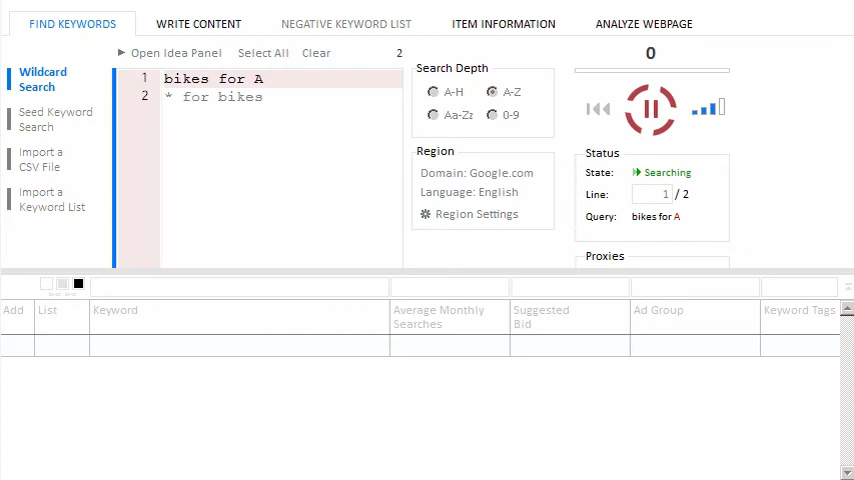 FIND KEYWORDS
WRITE CONTENT
NEGATIVE KEYWORD LIST
ITEM INFORMATION
ANALYZE WEBPAGE
Open Idea Panel
Select All
Clear
2
Wildcard
Search
Seed Keyword
Search
Import a
CSV File
Import a
Keyword List
1 bikes for A
2 * for bikes
Search Depth
A-H
A-Z
Aa-Zz
0-9
Region
Domain: Google.com
Language: English
Region Settings
0
Status
State: Searching
Line: 1 / 2
Query: bikes for A
Proxies
Add
List
Keyword
Average Monthly
Searches
Suggested
Bid
Ad Group
Keyword Tags